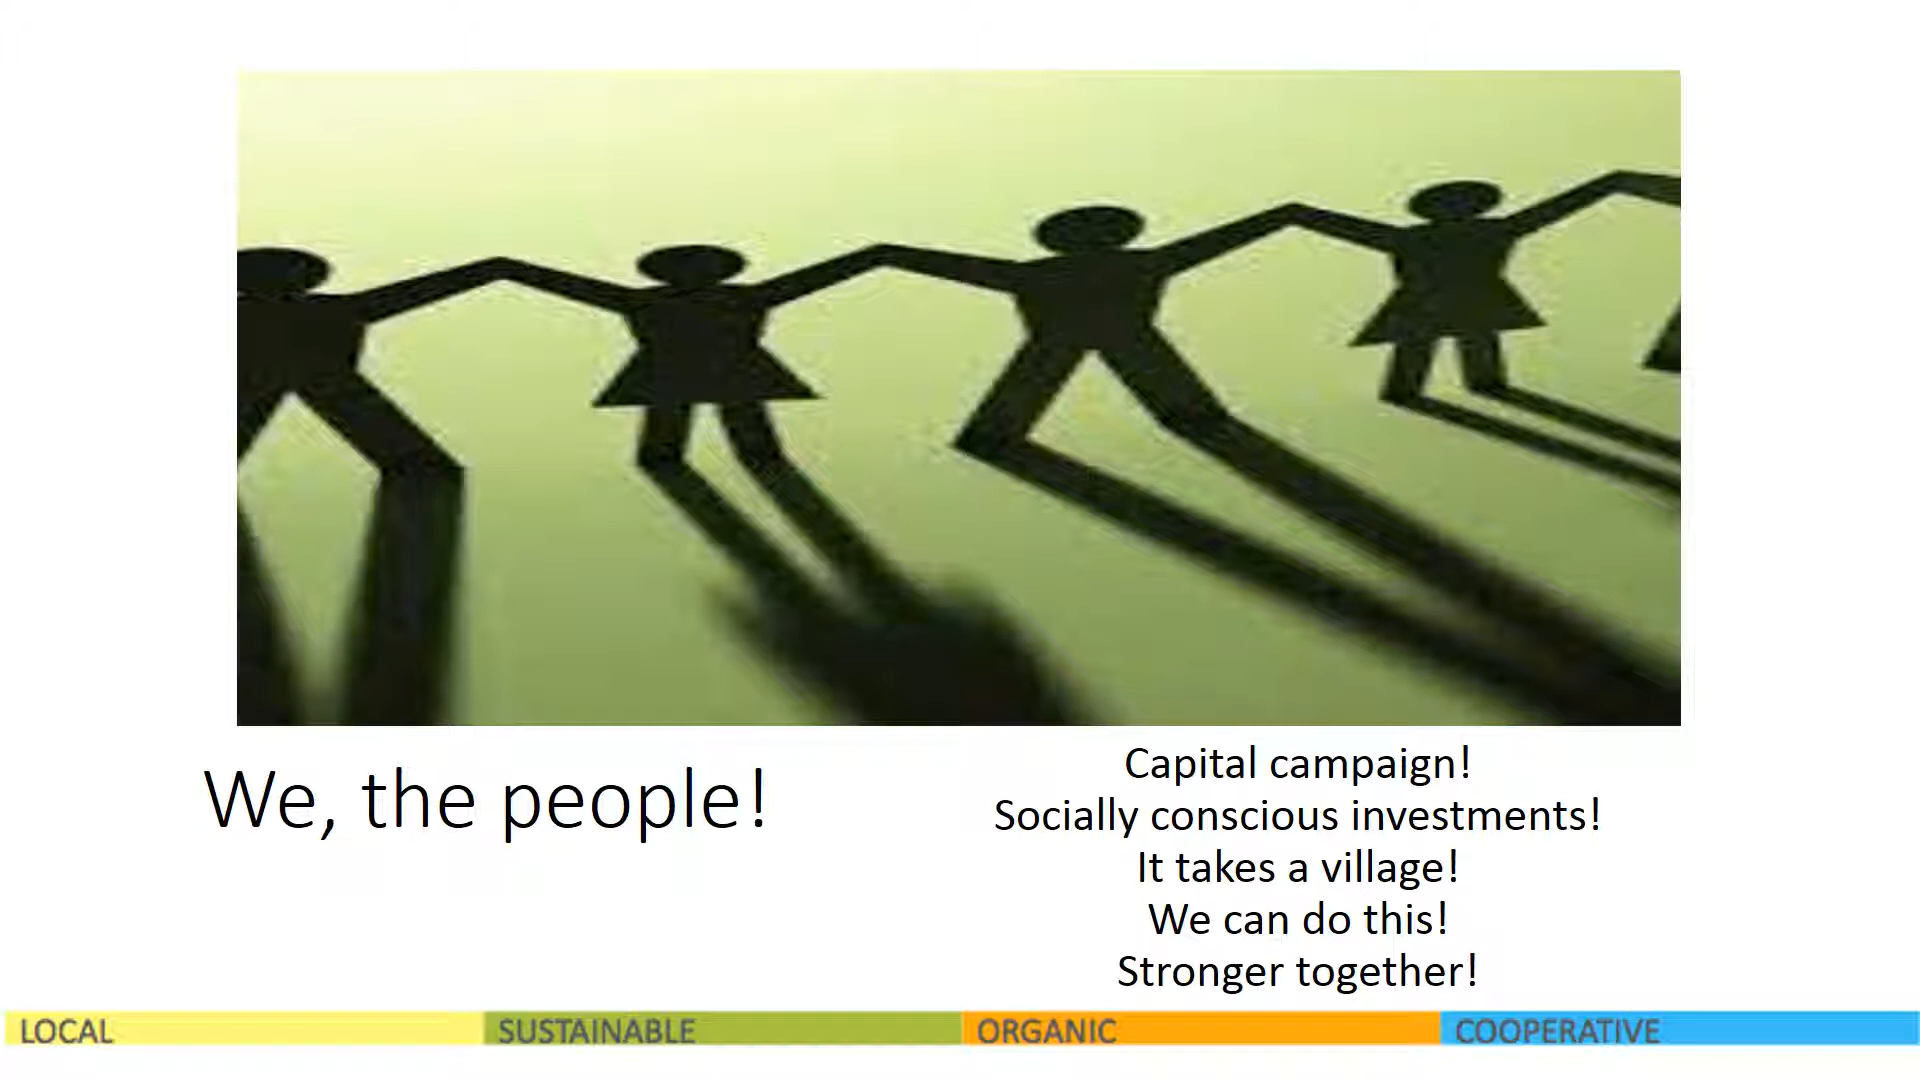 We, the people!
Capital campaign!
Socially conscious investments!
It takes a village!
We can do this!
Stronger together!
LOCAL
SUSTAINABLE
ORGANIC
COOPERATIVE